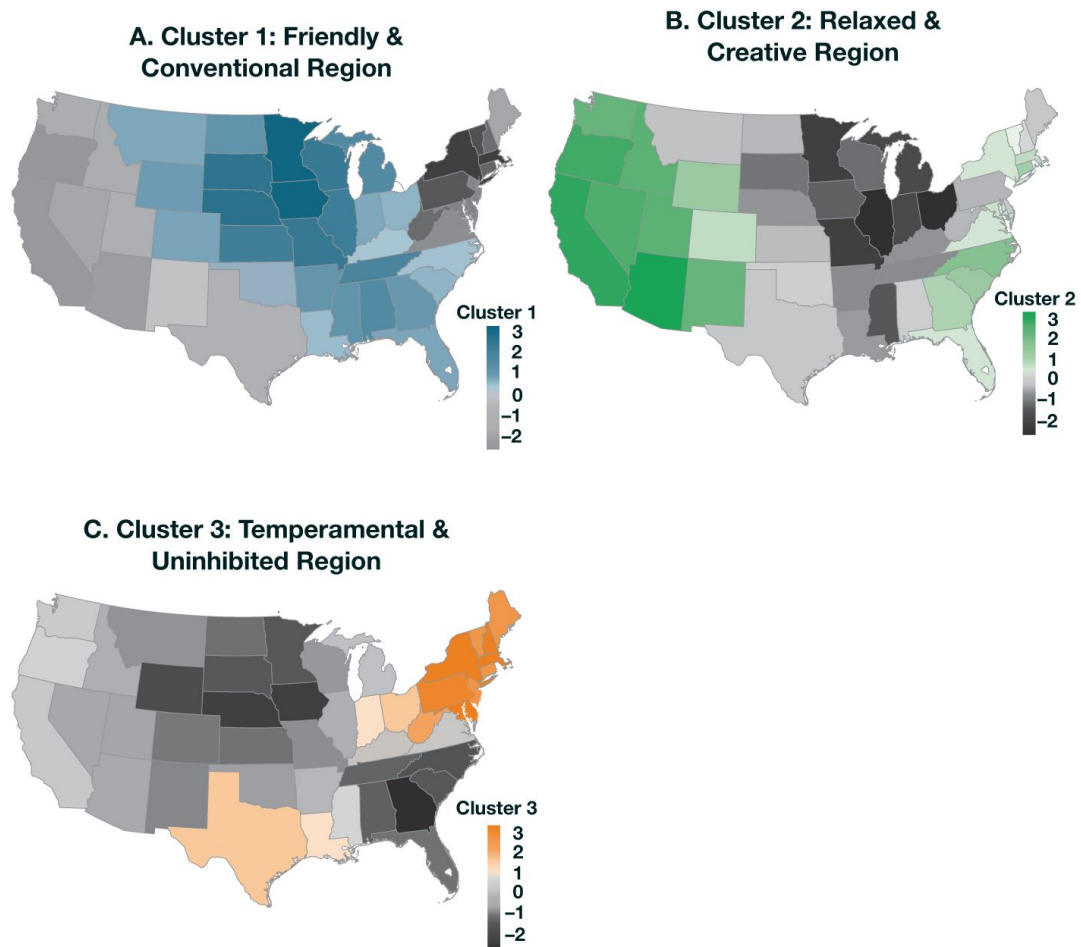 A. Cluster 1: Friendly &
Conventional Region
Cluster 1
3
2
1
0
−1
−2
B. Cluster 2: Relaxed &
Creative Region
Cluster 2
3
2
1
0
−1
−2
C. Cluster 3: Temperamental &
Uninhibited Region
Cluster 3
3
2
1
0
−1
−2